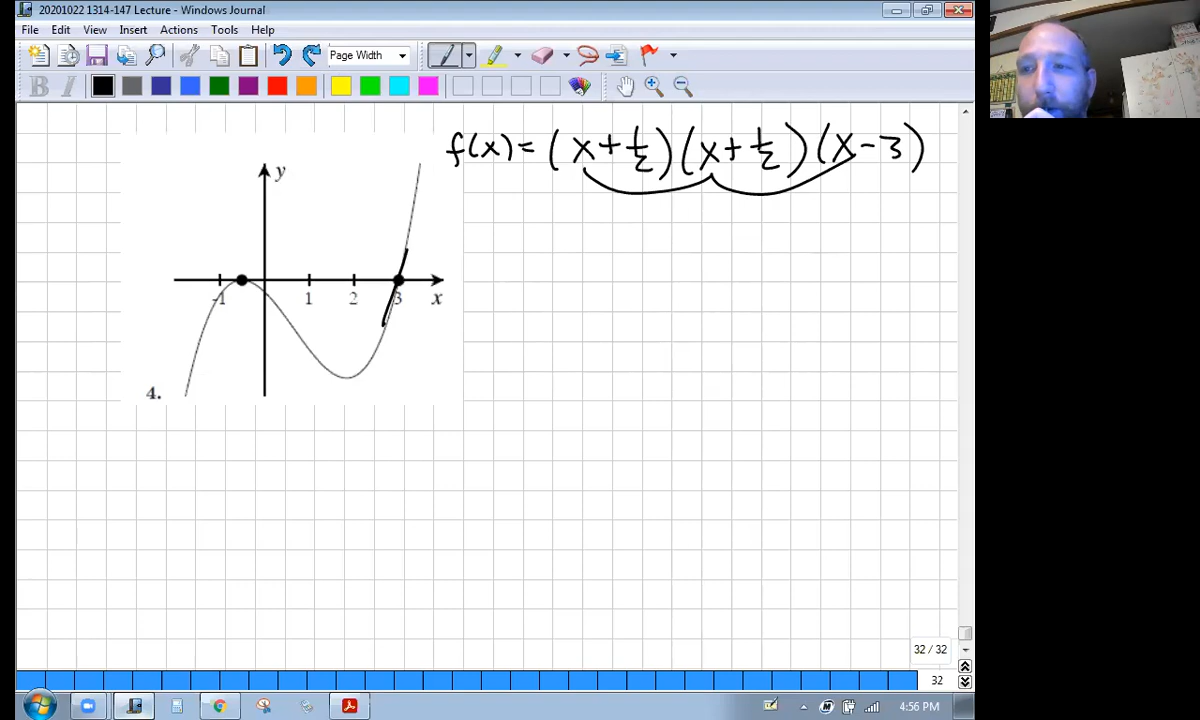 20201022 1314-147 Lecture - Windows Journal
File Edit View Insert Actions Tools Help
Page Width
B I
f(x) = (x + 1/2)(x + 1/2)(x - 3)
y
-1 1 2 3 x
4.
32 / 32
32
4:56 PM